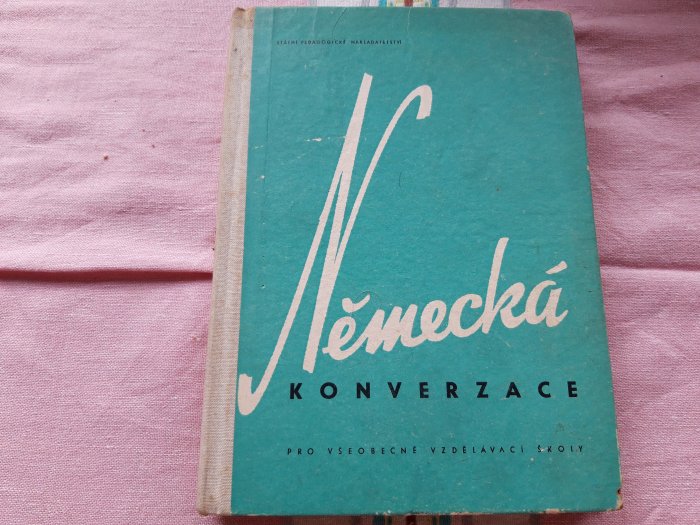 STÁTNÍ PEDAGOGICKÉ NAKLADATELSTVÍ
Německá
KONVERZACE
PRO VŠEOBECNĚ VZDĚLÁVACÍ ŠKOLY